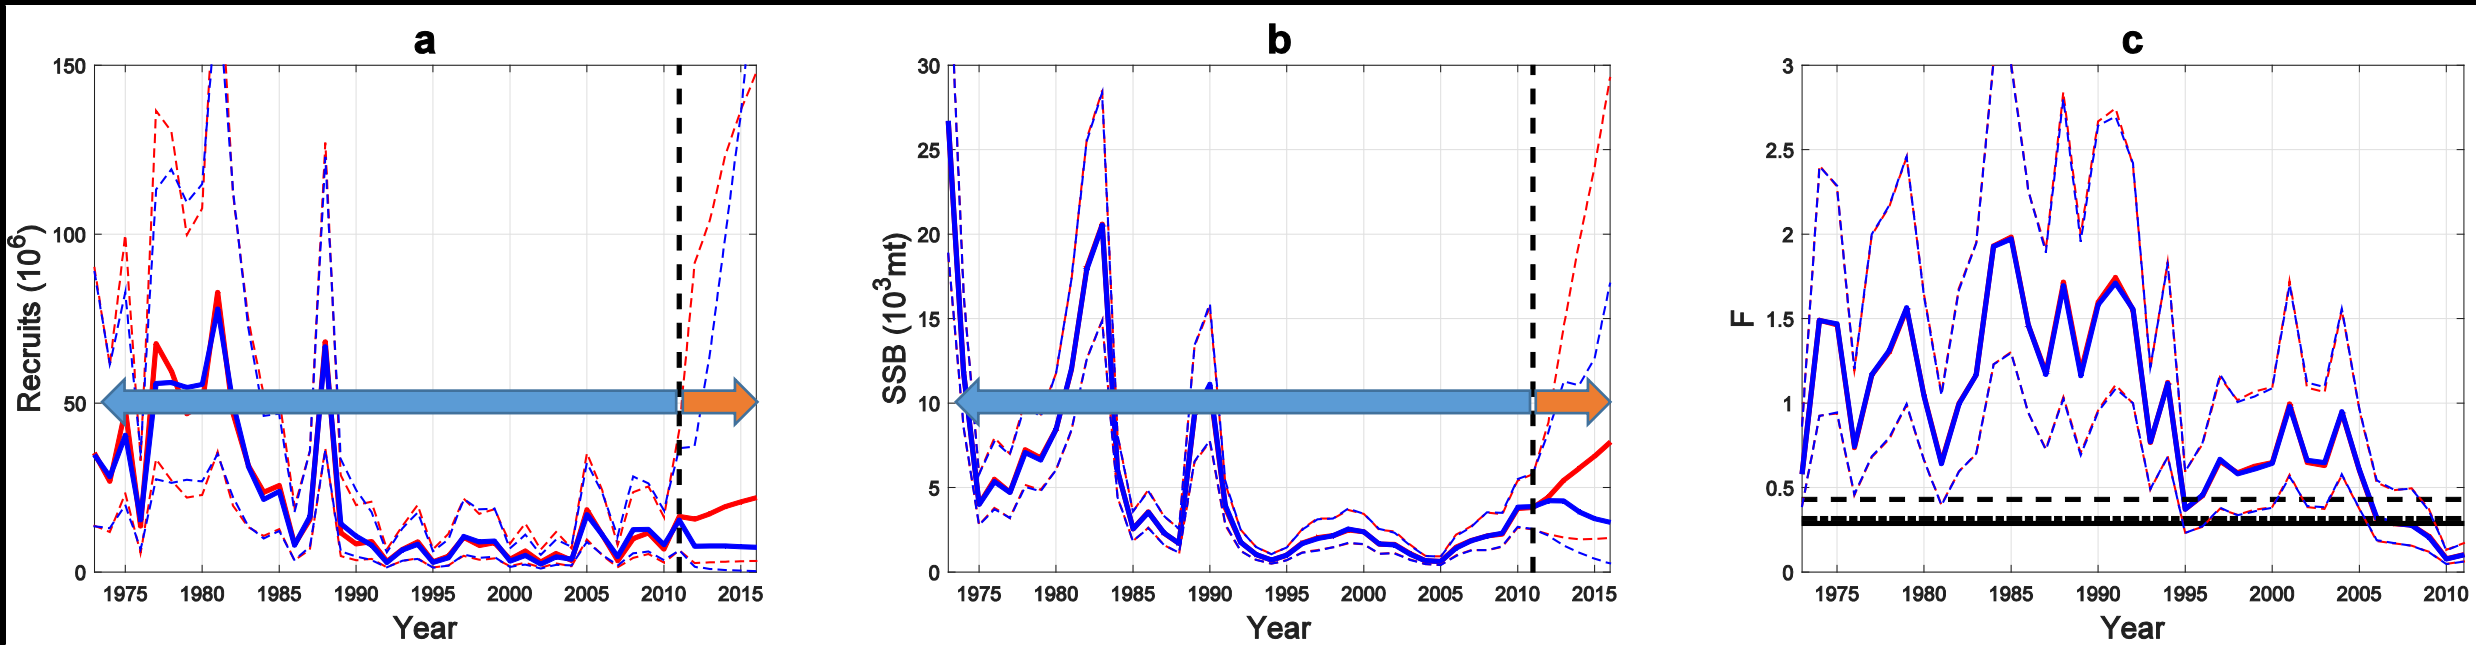 a
150
100
50
0
Recruits (10⁶)
1975 1980 1985 1990 1995 2000 2005 2010 2015
Year
b
30
25
20
15
10
5
0
SSB (10³mt)
1975 1980 1985 1990 1995 2000 2005 2010 2015
Year
c
3
2.5
2
1.5
1
0.5
0
F
1975 1980 1985 1990 1995 2000 2005 2010
Year